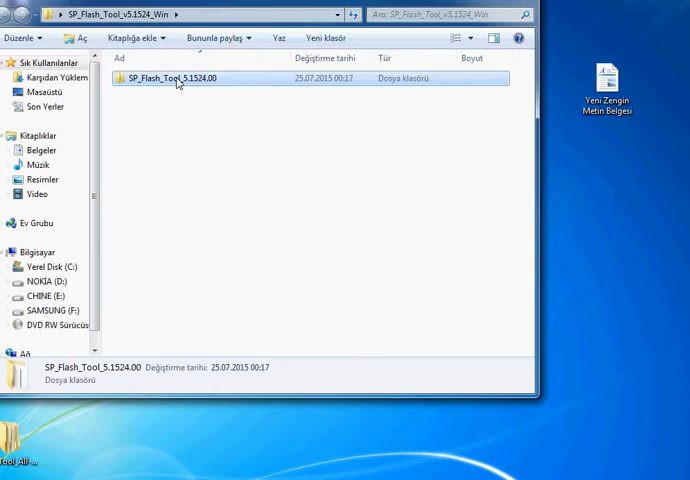 SP_Flash_Tool_v5.1524_Win
Ara: SP_Flash_Tool_v5.1524_Win
Düzenle Aç Kitaplığa ekle Bununla paylaş Yaz Yeni klasör
Ad Değiştirme tarihi Tür Boyut
SP_Flash_Tool_5.1524.00 25.07.2015 00:17 Dosya klasörü
Sık Kullanılanlar
Karşıdan Yüklem
Masaüstü
Son Yerler
Kitaplıklar
Belgeler
Müzik
Resimler
Video
Ev Grubu
Bilgisayar
Yerel Disk (C:)
NOKİA (D:)
CHINE (E:)
SAMSUNG (F:)
DVD RW Sürücüs
Ağ
SP_Flash_Tool_5.1524.00 Değiştirme tarihi: 25.07.2015 00:17
Dosya klasörü
Yeni Zengin
Metin Belgesi
Tool_All-...